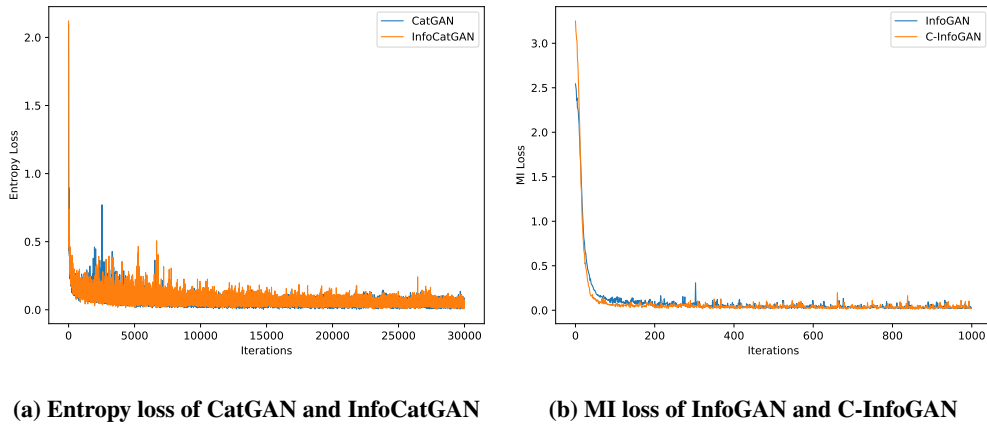 CatGAN
InfoCatGAN
2.0
1.5
1.0
0.5
0.0
Entropy Loss
0
5000
10000
15000
20000
25000
30000
Iterations
(a) Entropy loss of CatGAN and InfoCatGAN
InfoGAN
C-InfoGAN
3.0
2.5
2.0
1.5
1.0
0.5
0.0
MI Loss
0
200
400
600
800
1000
Iterations
(b) MI loss of InfoGAN and C-InfoGAN